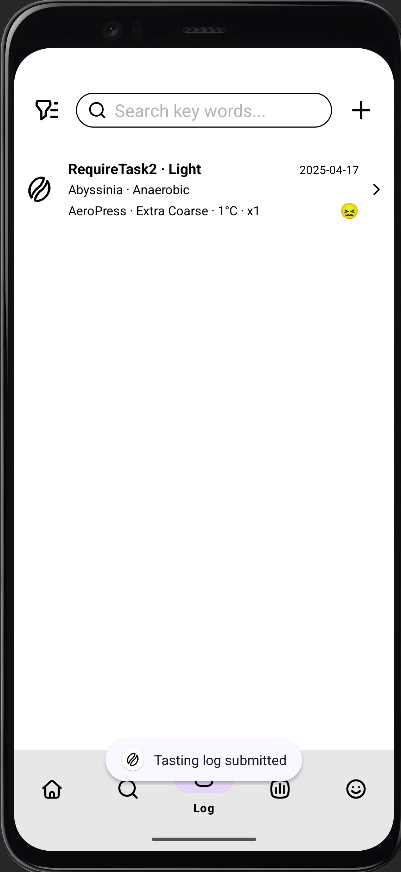 Search key words...
RequireTask2 · Light
2025-04-17
Abyssinia · Anaerobic
AeroPress · Extra Coarse · 1°C · x1
Tasting log submitted
Log